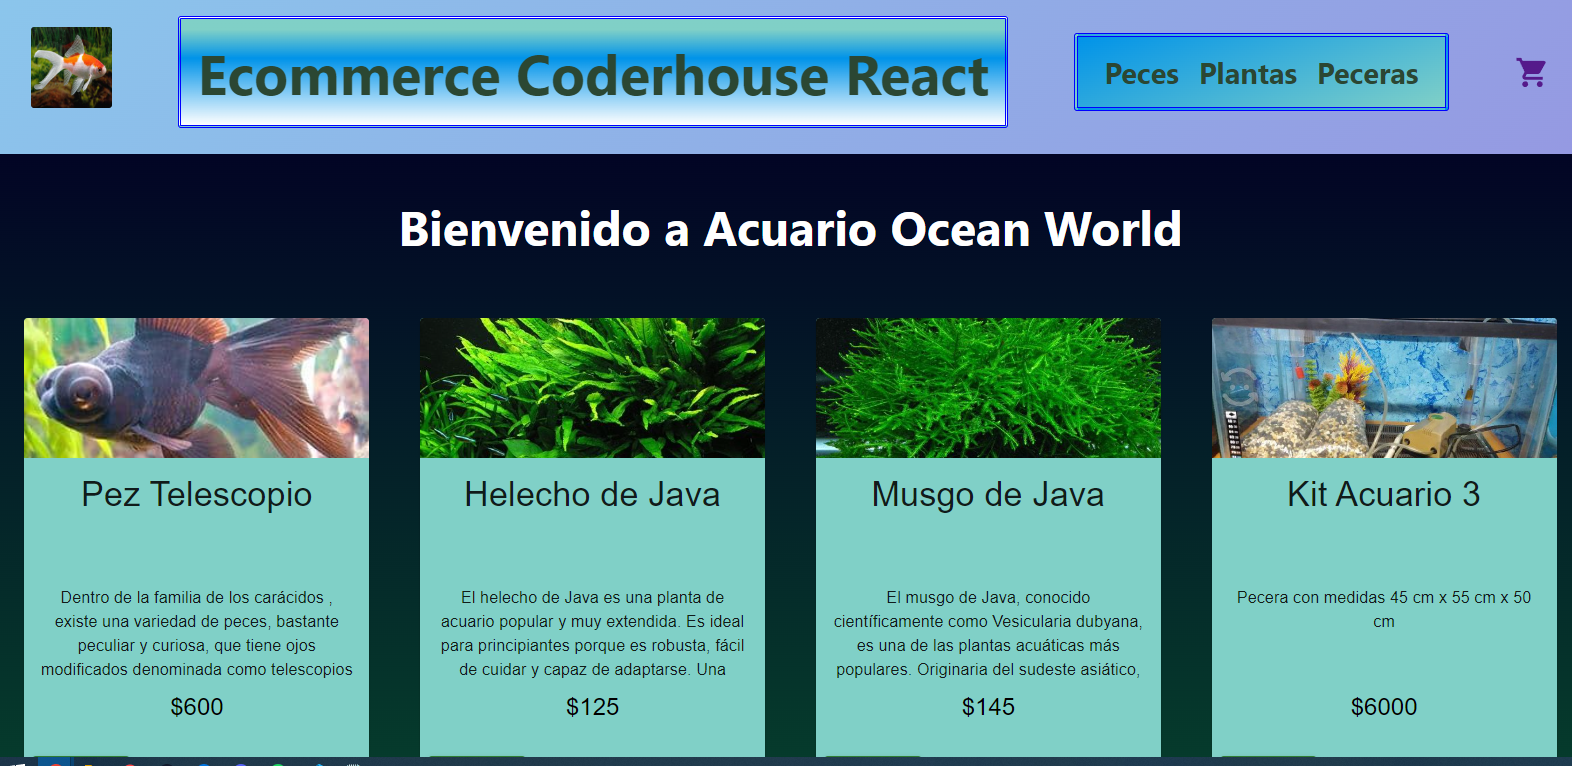 Ecommerce Coderhouse React
Peces Plantas Peceras
Bienvenido a Acuario Ocean World
Pez Telescopio
Dentro de la familia de los carácidos ,
existe una variedad de peces, bastante
peculiar y curiosa, que tiene ojos
modificados denominada como telescopios
$600
Helecho de Java
El helecho de Java es una planta de
acuario popular y muy extendida. Es ideal
para principiantes porque es robusta, fácil
de cuidar y capaz de adaptarse. Una
$125
Musgo de Java
El musgo de Java, conocido
científicamente como Vesicularia dubyana,
es una de las plantas acuáticas más
populares. Originaria del sudeste asiático,
$145
Kit Acuario 3
Pecera con medidas 45 cm x 55 cm x 50
cm
$6000